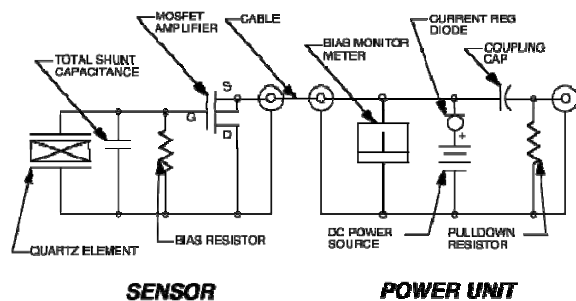 MOSFET
AMPLIFIER
CABLE
CURRENT REG
DIODE
TOTAL SHUNT
CAPACITANCE
BIAS MONITOR
METER
COUPLING
CAP
S
G
D
+
QUARTZ ELEMENT
BIAS RESISTOR
DC POWER
SOURCE
PULLDOWN
RESISTOR
SENSOR
POWER UNIT